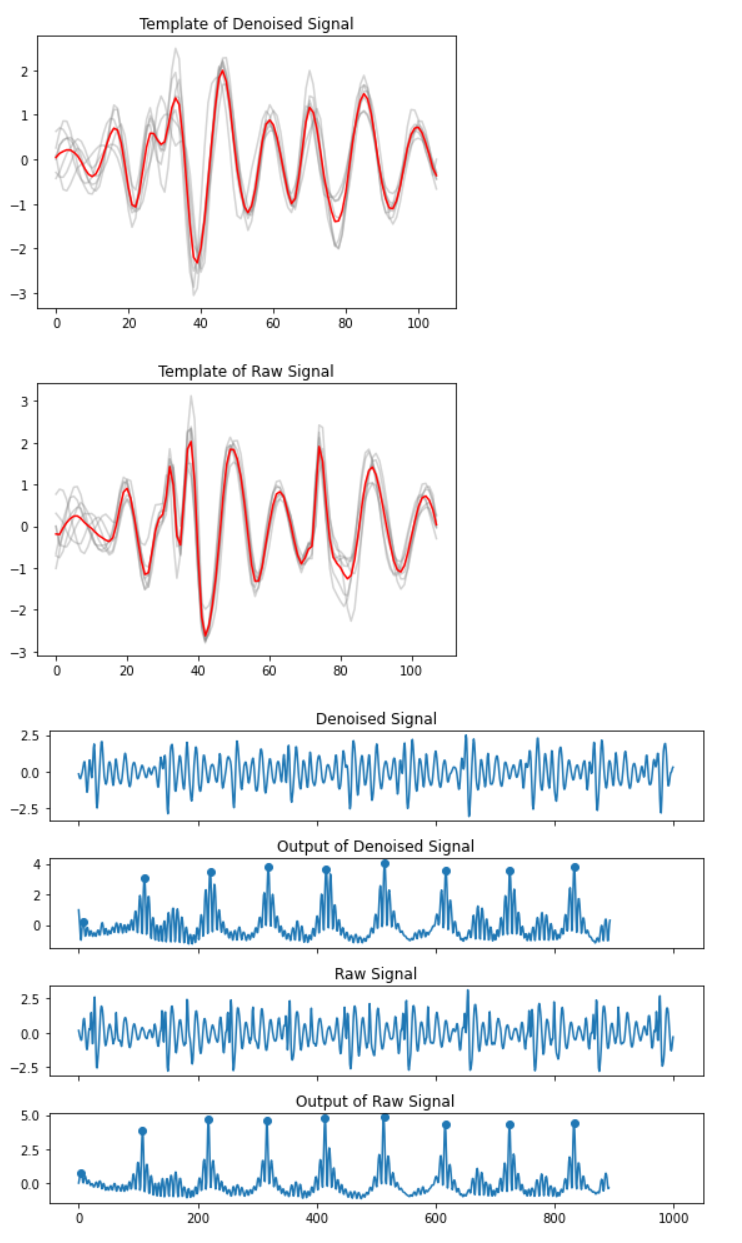 Template of Denoised Signal
2
1
0
−1
−2
−3
0 20 40 60 80 100
Template of Raw Signal
3
2
1
0
−1
−2
−3
0 20 40 60 80 100
Denoised Signal
2.5
0.0
−2.5
Output of Denoised Signal
4
2
0
Raw Signal
2.5
0.0
−2.5
Output of Raw Signal
5.0
2.5
0.0
0 200 400 600 800 1000